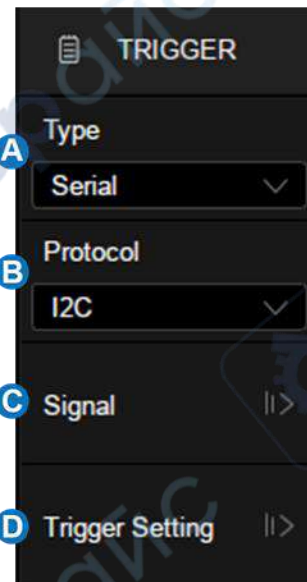 TRIGGER
A
Type
Serial
B
Protocol
I2C
C
Signal
D
Trigger Setting